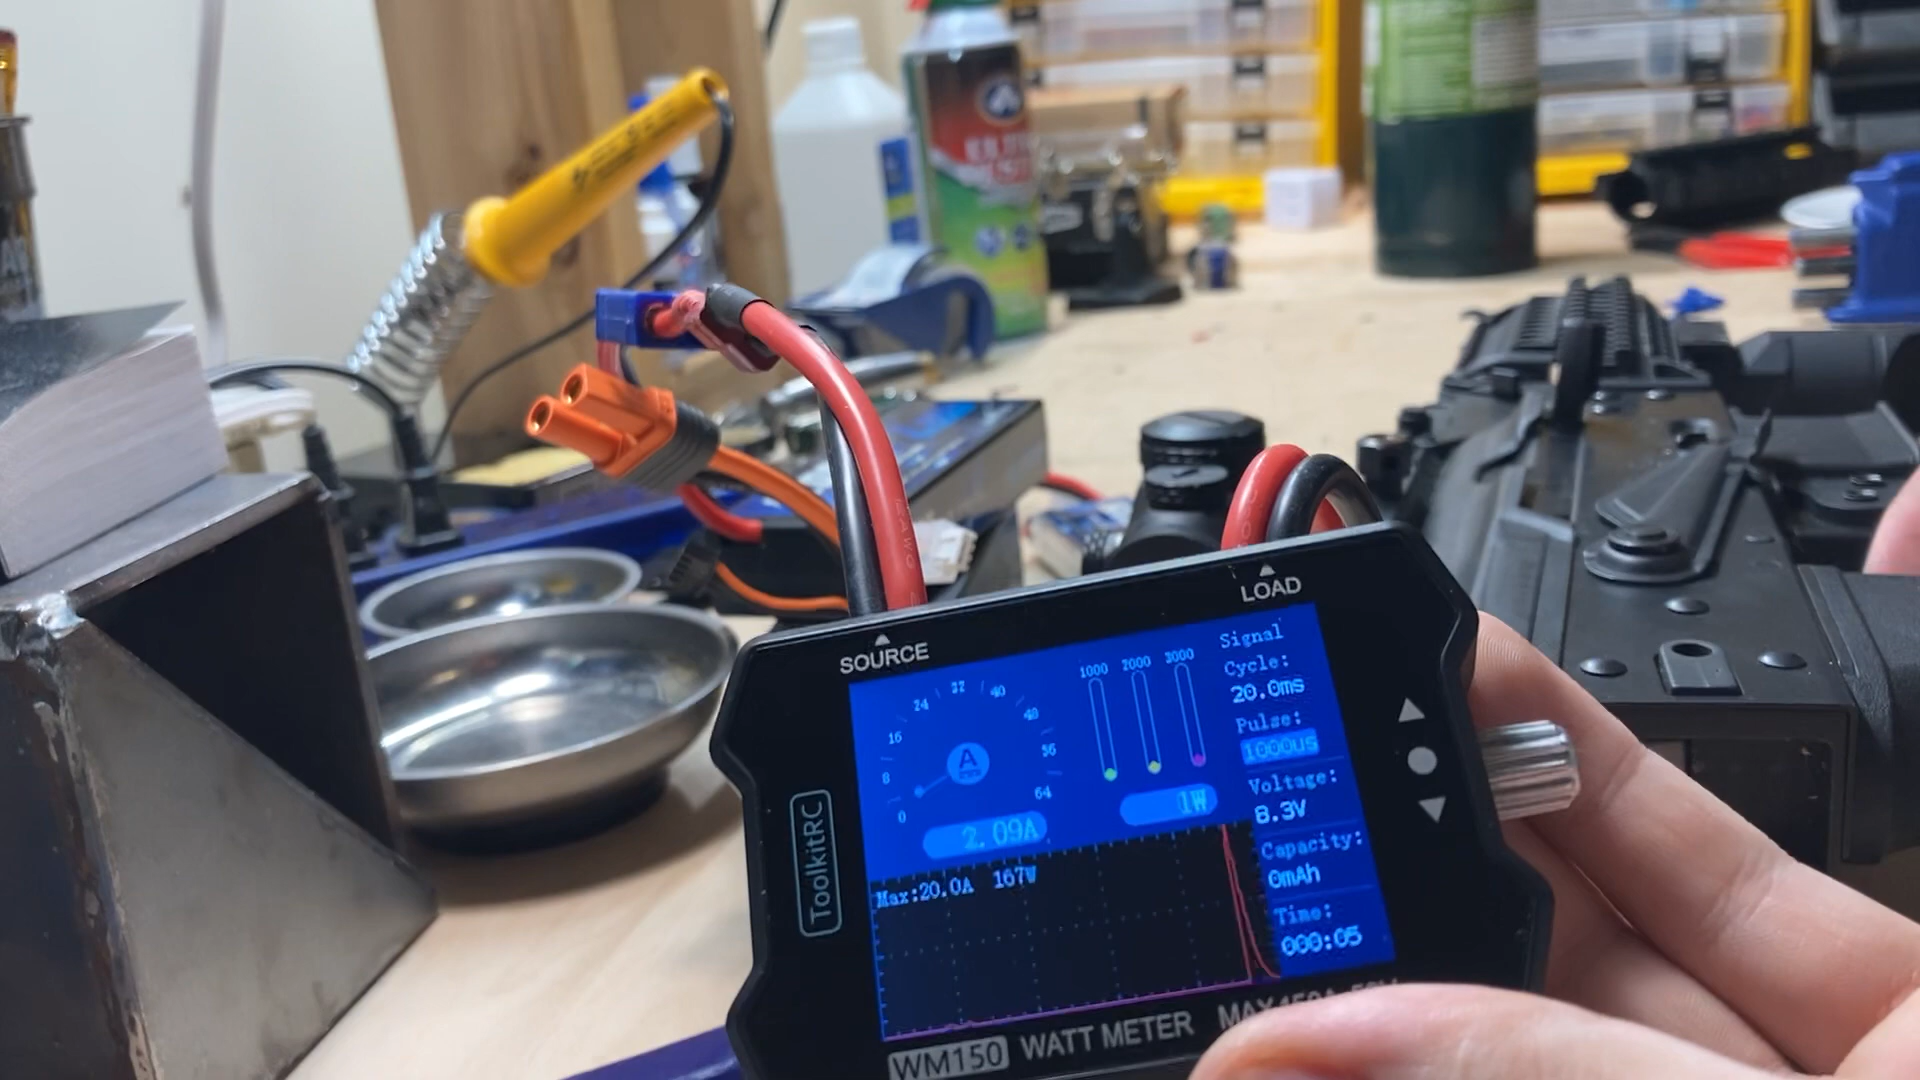 SOURCE
LOAD
32
24
40
16
48
8
56
0
64
A
2.09A
1000 2000 3000
1W
Signal
Cycle:
20.0ms
Pulse:
1000us
Voltage:
8.3V
Capacity:
0mAh
Time:
000:05
Max:20.0A 167W
ToolkitRC
WM150 WATT METER